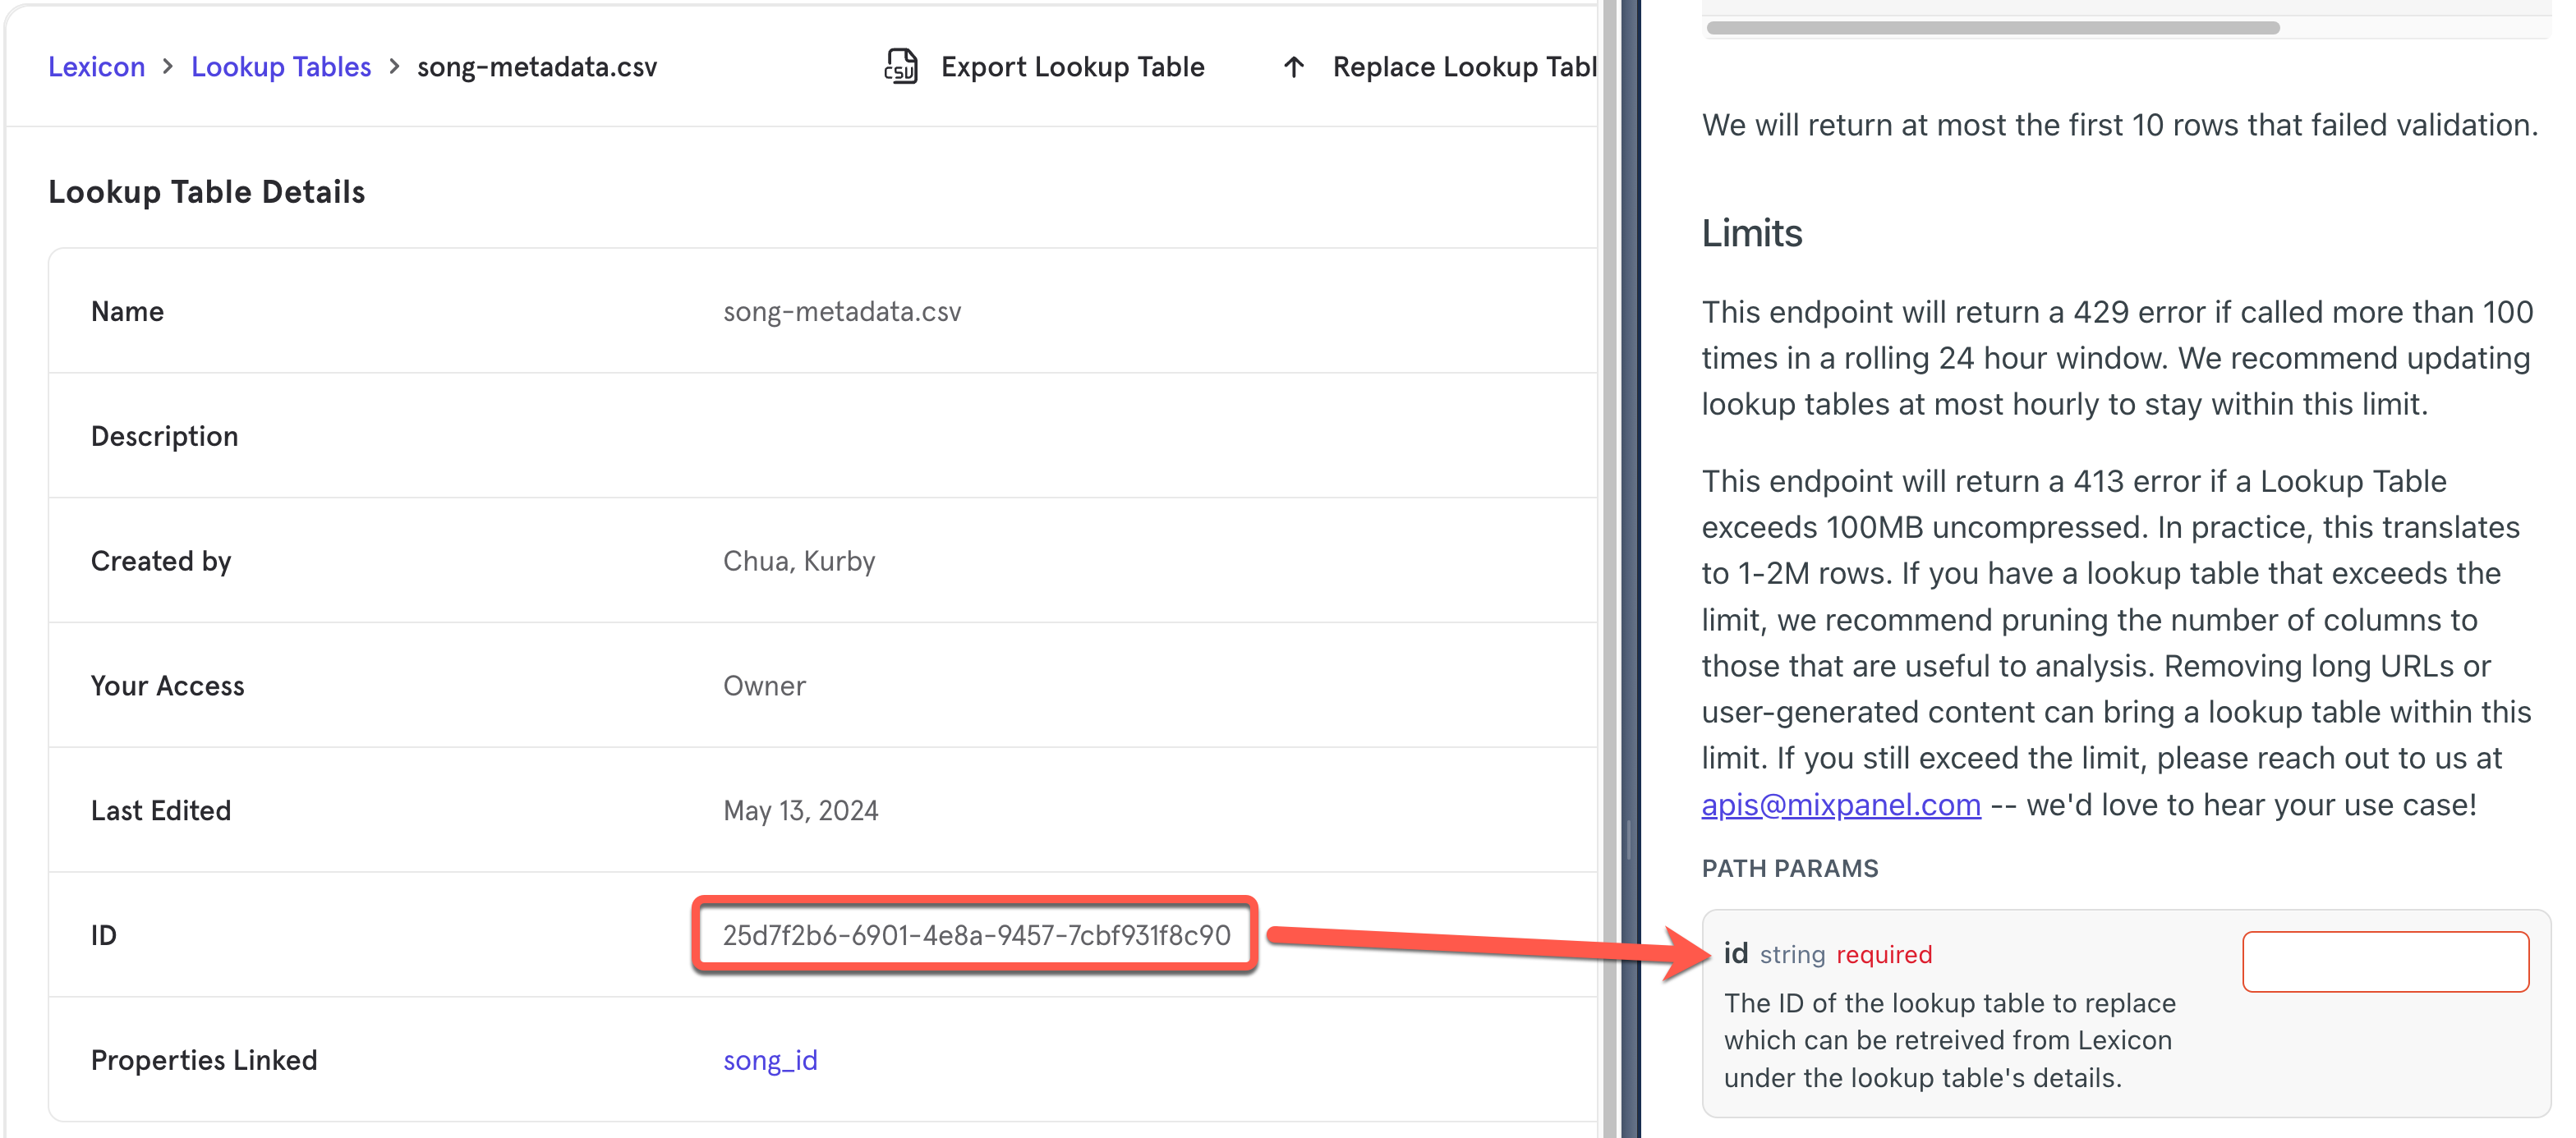 Lexicon > Lookup Tables > song-metadata.csv
CSV Export Lookup Table
Replace Lookup Tabl
Lookup Table Details
Name song-metadata.csv
Description
Created by Chua, Kurby
Your Access Owner
Last Edited May 13, 2024
ID 25d7f2b6-6901-4e8a-9457-7cbf931f8c90
Properties Linked song_id
We will return at most the first 10 rows that failed validation.
Limits
This endpoint will return a 429 error if called more than 100
times in a rolling 24 hour window. We recommend updating
lookup tables at most hourly to stay within this limit.
This endpoint will return a 413 error if a Lookup Table
exceeds 100MB uncompressed. In practice, this translates
to 1-2M rows. If you have a lookup table that exceeds the
limit, we recommend pruning the number of columns to
those that are useful to analysis. Removing long URLs or
user-generated content can bring a lookup table within this
limit. If you still exceed the limit, please reach out to us at
apis@mixpanel.com -- we'd love to hear your use case!
PATH PARAMS
id string required
The ID of the lookup table to replace
which can be retreived from Lexicon
under the lookup table's details.